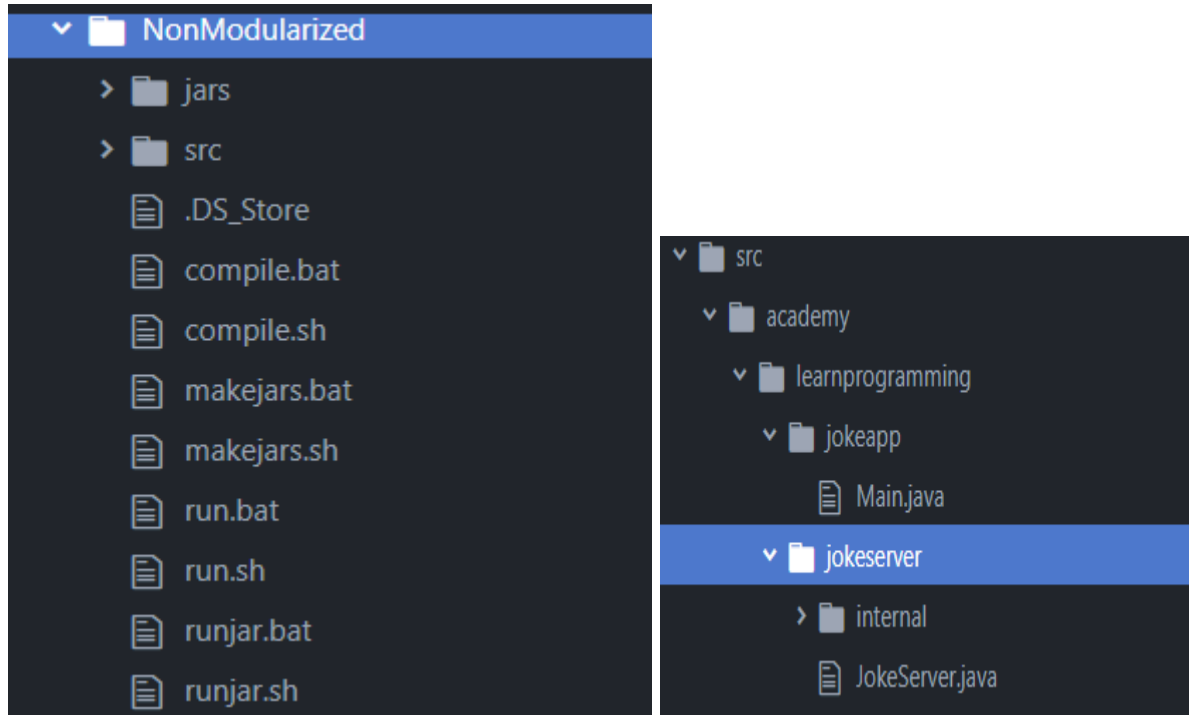 NonModularized
jars
src
.DS_Store
compile.bat
compile.sh
makejars.bat
makejars.sh
run.bat
run.sh
runjar.bat
runjar.sh
src
academy
learnprogramming
jokeapp
Main.java
jokeserver
internal
JokeServer.java